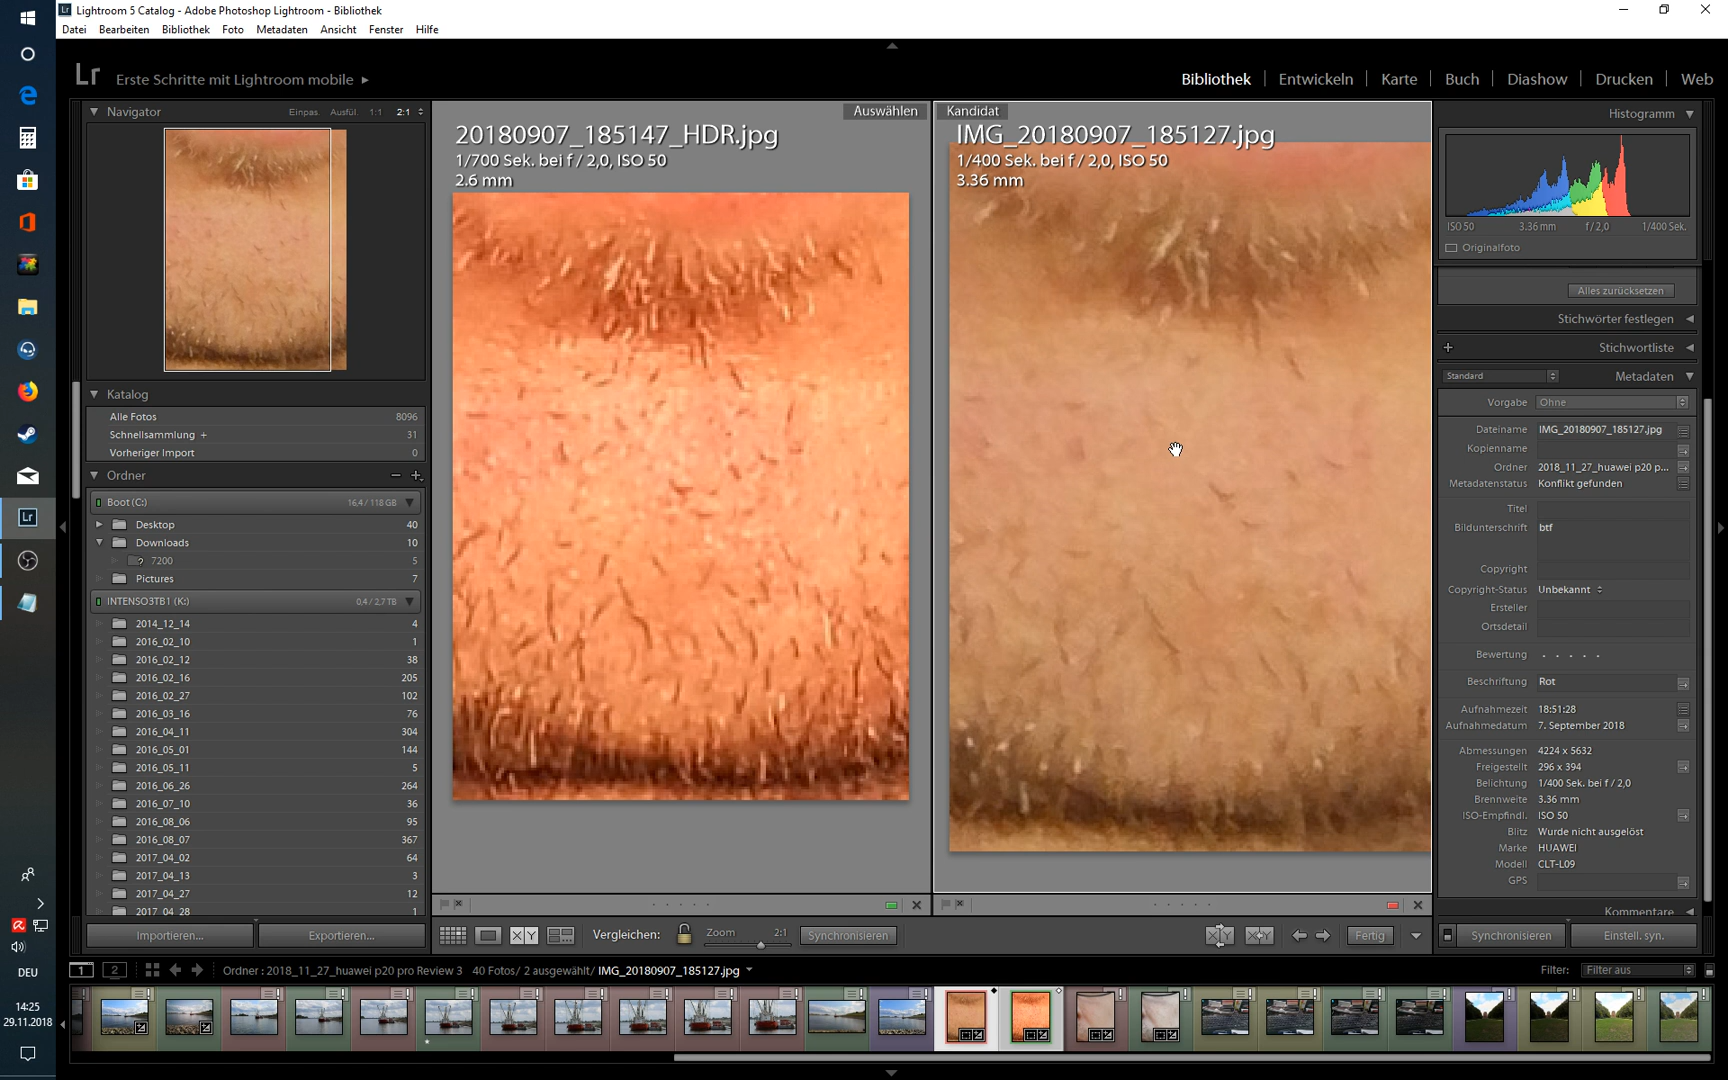 Lightroom 5 Catalog - Adobe Photoshop Lightroom - Bibliothek
Datei Bearbeiten Bibliothek Foto Metadaten Ansicht Fenster Hilfe
Lr Erste Schritte mit Lightroom mobile
Bibliothek Entwickeln Karte Buch Diashow Drucken Web
Navigator Einpas. Ausfül. 1:1 2:1
Katalog
Alle Fotos 8096
Schnellsammlung + 31
Vorheriger Import 0
Ordner
Boot (C:) 16,4 / 118 GB
Desktop 40
Downloads 10
7200 5
Pictures 7
INTENSO3TB1 (K:) 0,4 / 2,7 TB
2014_12_14 4
2016_02_10 1
2016_02_12 38
2016_02_16 205
2016_02_27 102
2016_03_16 76
2016_04_11 304
2016_05_01 144
2016_05_11 5
2016_06_26 264
2016_07_10 36
2016_08_06 95
2016_08_07 367
2017_04_02 64
2017_04_13 3
2017_04_27 12
2017_04_28 1
Importieren... Exportieren...
Auswählen
20180907_185147_HDR.jpg
1/700 Sek. bei f / 2,0, ISO 50
2.6 mm
Kandidat
IMG_20180907_185127.jpg
1/400 Sek. bei f / 2,0, ISO 50
3.36 mm
Vergleichen: Zoom 2:1 Synchronisieren
Fertig
Histogramm
ISO 50 3.36 mm f / 2,0 1/400 Sek.
Originalfoto
Alles zurücksetzen
Stichwörter festlegen
Stichwortliste
Standard Metadaten
Vorgabe Ohne
Dateiname IMG_20180907_185127.jpg
Kopienname
Ordner 2018_11_27_huawei p20 p...
Metadatenstatus Konflikt gefunden
Titel
Bildunterschrift btf
Copyright
Copyright-Status Unbekannt
Ersteller
Ortsdetail
Bewertung
Beschriftung Rot
Aufnahmezeit 18:51:28
Aufnahmedatum 7. September 2018
Abmessungen 4224 x 5632
Freigestellt 296 x 394
Belichtung 1/400 Sek. bei f / 2,0
Brennweite 3.36 mm
ISO-Empfindl. ISO 50
Blitz Wurde nicht ausgelöst
Marke HUAWEI
Modell CLT-L09
GPS
Kommentare
Synchronisieren Einstell. syn.
1 2 Ordner : 2018_11_27_huawei p20 pro Review 3 40 Fotos/ 2 ausgewählt/ IMG_20180907_185127.jpg
Filter: Filter aus
Lr
DEU
14:25
29.11.2018